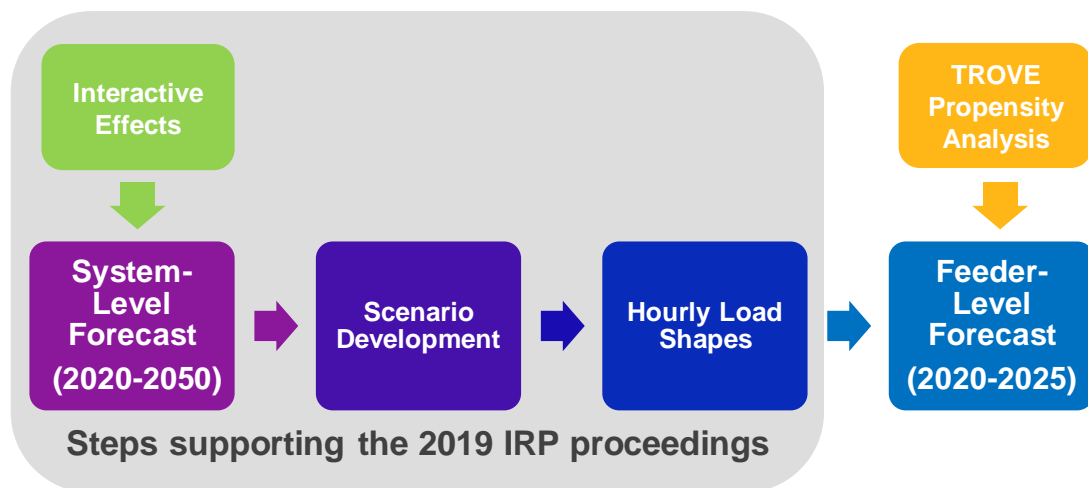 Interactive
Effects
TROVE
Propensity
Analysis
System-
Level
Forecast
(2020-2050)
Scenario
Development
Hourly Load
Shapes
Feeder-
Level
Forecast
(2020-2025)
Steps supporting the 2019 IRP proceedings